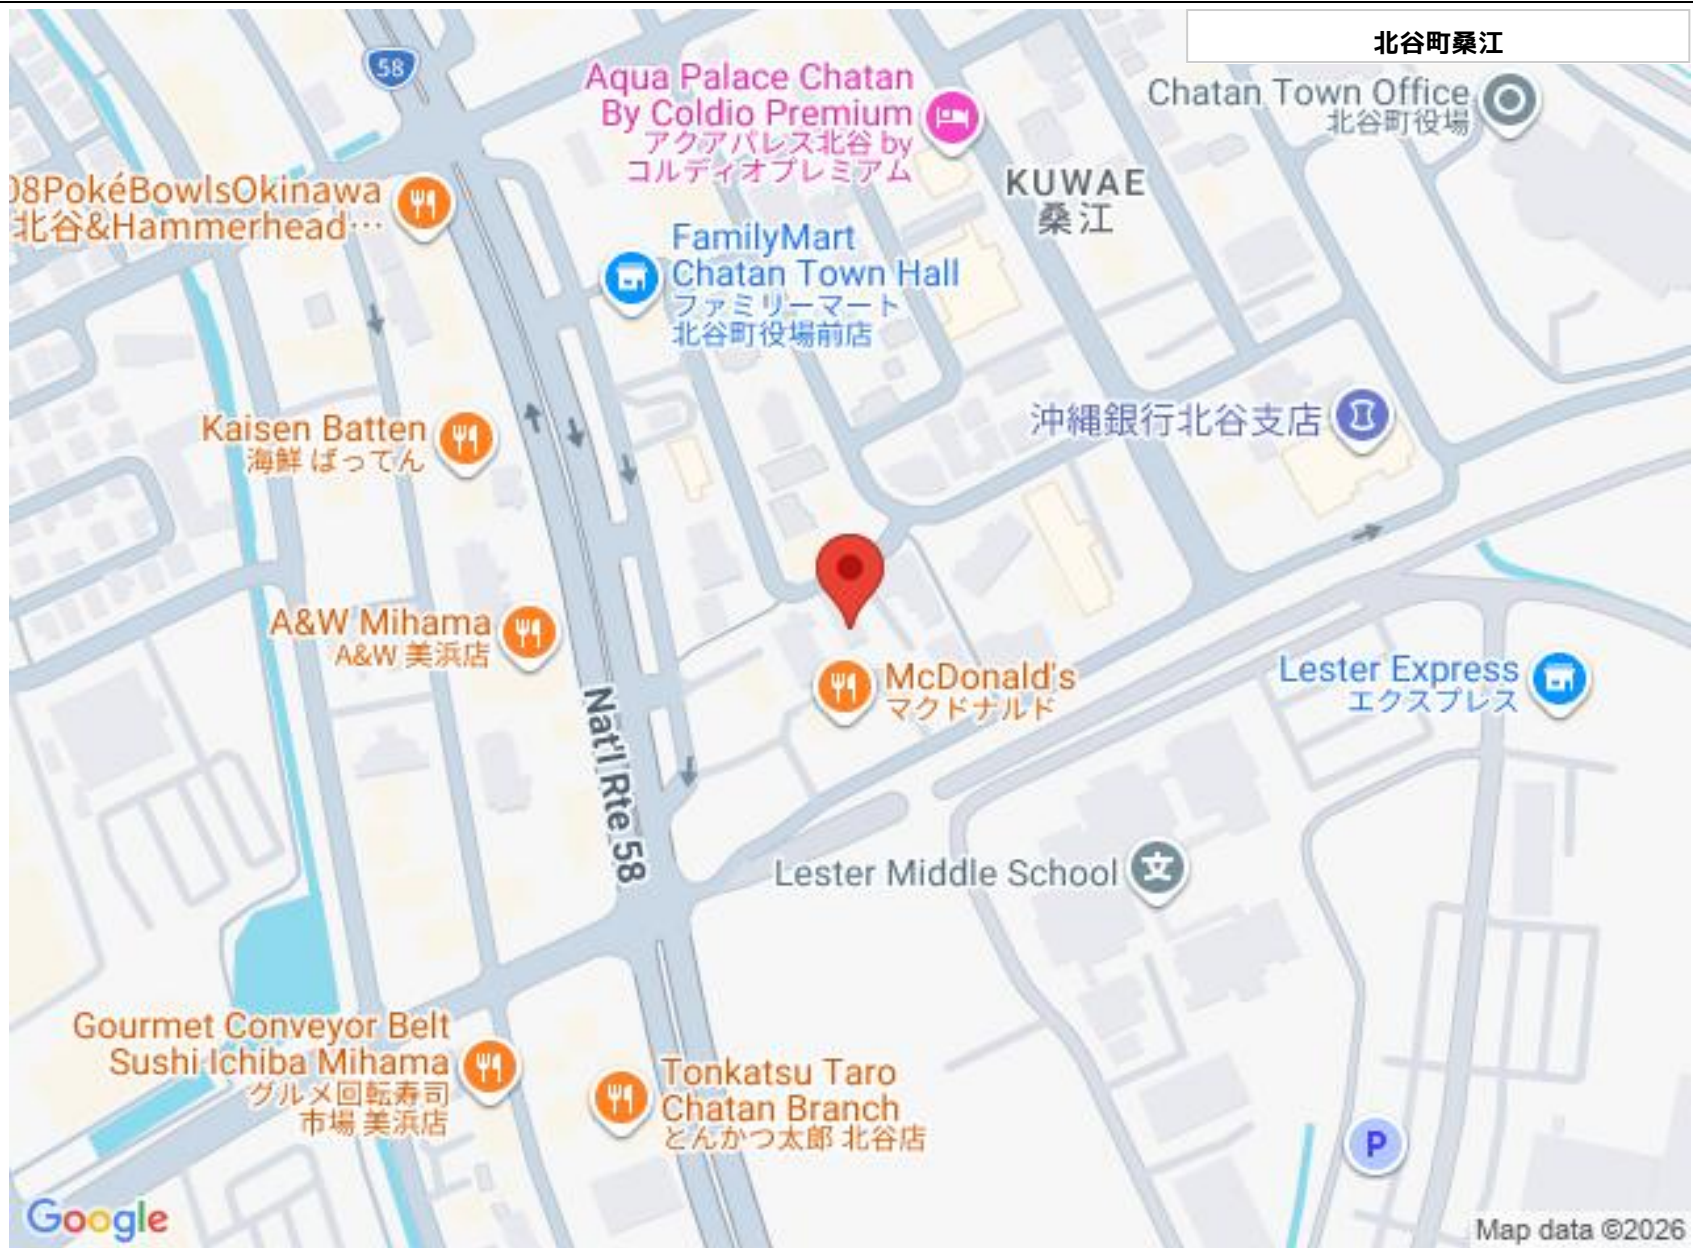 北谷町桑江
58
Aqua Palace Chatan
By Coldio Premium
アクアパレス北谷 by
コルディオプレミアム
Chatan Town Office
北谷町役場
08PokéBowlsOkinawa
北谷&Hammerhead…
KUWAE
桑江
FamilyMart
Chatan Town Hall
ファミリーマート
北谷町役場前店
Kaisen Batten
海鮮 ばってん
沖縄銀行北谷支店
A&W Mihama
A&W 美浜店
McDonald's
マクドナルド
Lester Express
エクスプレス
Nat'l Rte 58
Lester Middle School
文
Gourmet Conveyor Belt
Sushi Ichiba Mihama
グルメ回転寿司
市場 美浜店
Tonkatsu Taro
Chatan Branch
とんかつ太郎 北谷店
P
Google
Map data ©2026